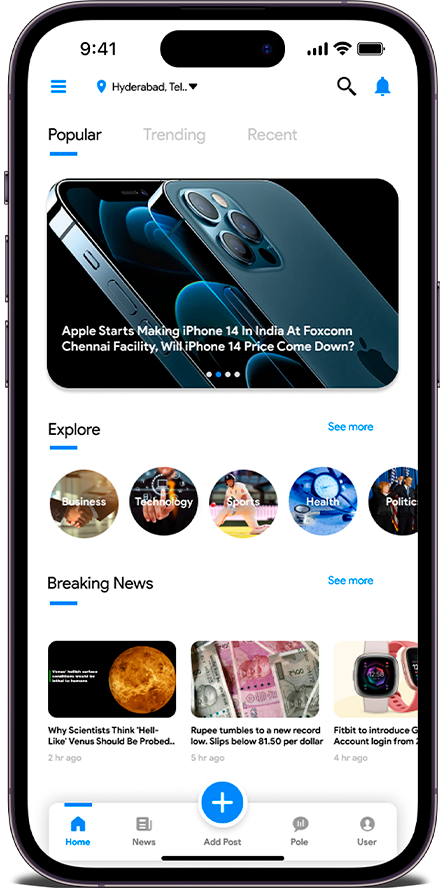 9:41
Hyderabad, Tel..
Popular Trending Recent
Apple Starts Making iPhone 14 In India At Foxconn
Chennai Facility, Will iPhone 14 Price Come Down?
Explore See more
Business Technology Sports Health Politic
Breaking News See more
Venus' hellish surface
conditions would be
lethal to humans
Why Scientists Think 'Hell-
Like' Venus Should Be Probed..
2 hr ago
Rupee tumbles to a new record
low. Slips below 81.50 per dollar
5 hr ago
Fitbit to introduce G
Account login from 2
4 hr ago
Home News Add Post Pole User